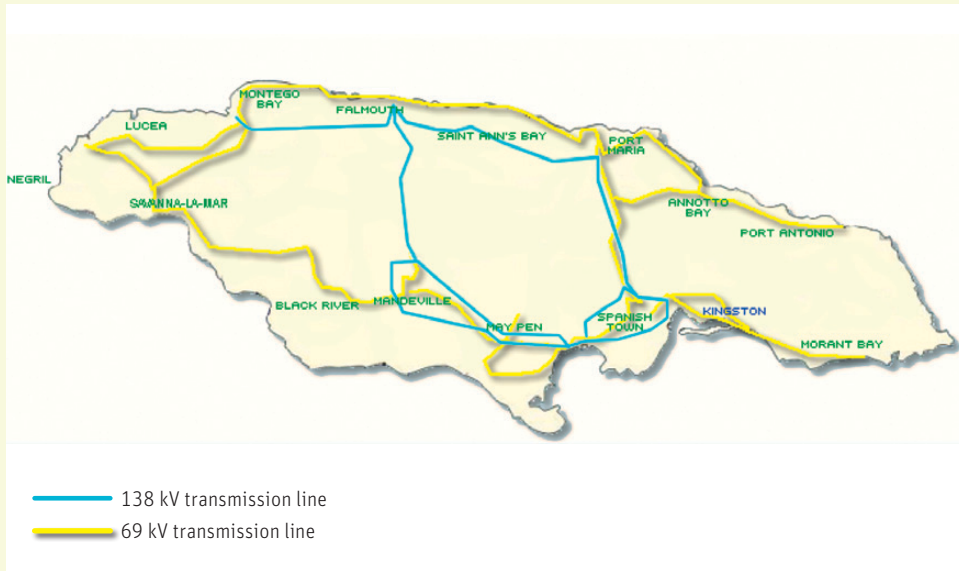 MONTEGO
BAY
FALMOUTH
LUCEA
SAINT ANN'S BAY
PORT
MARIA
NEGRIL
SAVANNA-LA-MAR
ANNOTTO
BAY
PORT ANTONIO
BLACK RIVER
MANDEVILLE
MAY PEN
SPANISH
TOWN
KINGSTON
MORANT BAY
138 kV transmission line
69 kV transmission line